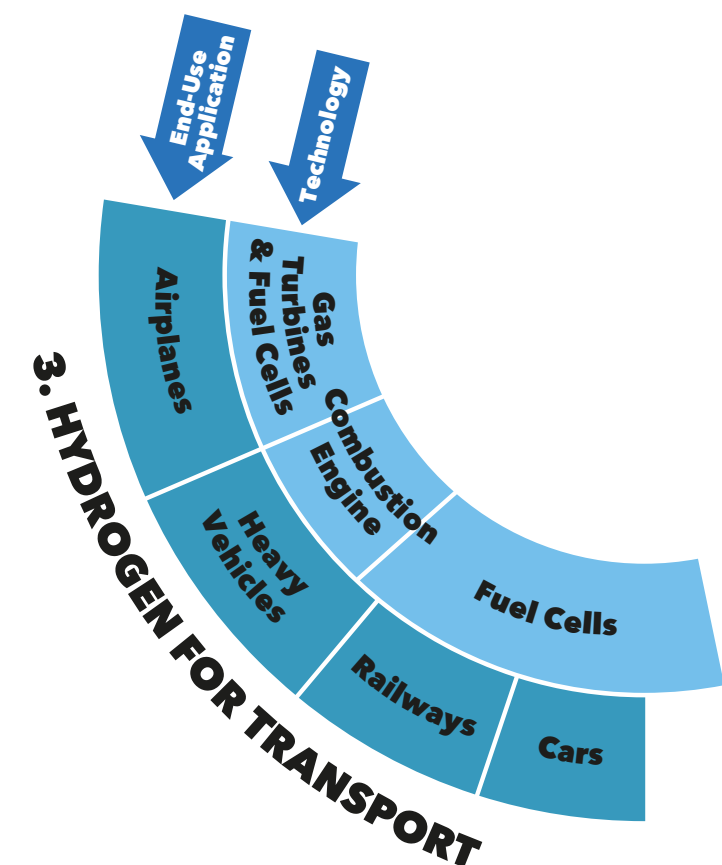 End-Use
Application
Technology
Airplanes
Gas
Turbines
& Fuel Cells
Combustion
Engine
Heavy
Vehicles
Fuel Cells
Railways
Cars
3. HYDROGEN FOR TRANSPORT